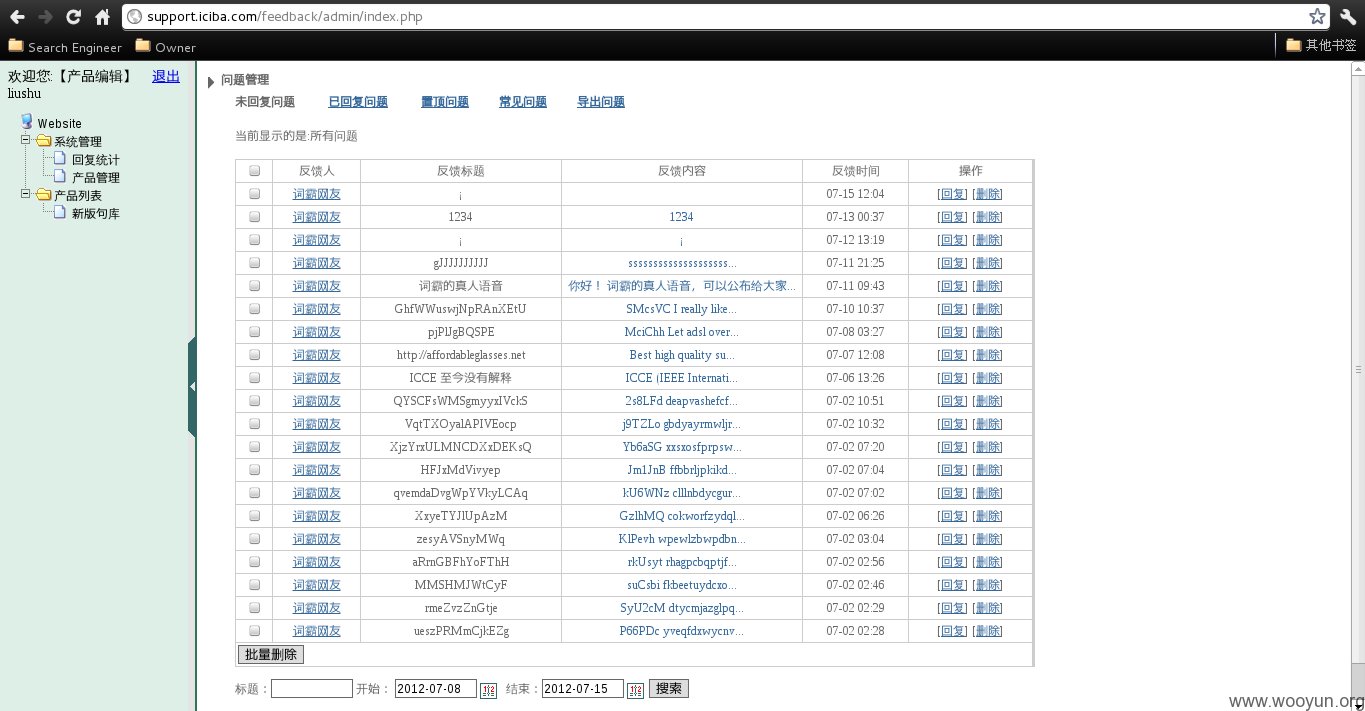 support.iciba.com/feedback/admin/index.php
Search Engineer Owner 其他书签
欢迎您:【产品编辑】 退出
liushu
Website
系统管理
回复统计
产品管理
产品列表
新版句库
问题管理
未回复问题 已回复问题 置顶问题 常见问题 导出问题
当前显示的是:所有问题
反馈人 反馈标题 反馈内容 反馈时间 操作
词霸网友 ¡ 07-15 12:04 [回复] [删除]
词霸网友 1234 1234 07-13 00:37 [回复] [删除]
词霸网友 ¡ ¡ 07-12 13:19 [回复] [删除]
词霸网友 gJJJJJJJJJJ ssssssssssssssssssss... 07-11 21:25 [回复] [删除]
词霸网友 词霸的真人语音 你好！ 词霸的真人语音，可以公布给大家... 07-11 09:43 [回复] [删除]
词霸网友 GhfWWuswjNpRAnXEtU SMcsVC I really like... 07-10 10:37 [回复] [删除]
词霸网友 pjPlJgBQSPE MciChh Let adsl over... 07-08 03:27 [回复] [删除]
词霸网友 http://affordableglasses.net Best high quality su... 07-07 12:08 [回复] [删除]
词霸网友 ICCE 至今没有解释 ICCE (IEEE Internati... 07-06 13:26 [回复] [删除]
词霸网友 QYSCFsWMSgmyyxIVckS 2s8LFd deapvashefcf... 07-02 10:51 [回复] [删除]
词霸网友 VqtTXOyalAPIVEocp j9TZLo gbdyayrmwljr... 07-02 10:32 [回复] [删除]
词霸网友 XjzYrxULMNCDXxDEKsQ Yb6aSG xxsxosfprpsw... 07-02 07:20 [回复] [删除]
词霸网友 HFJxMdVivyep Jm1JnB ffbbrljpkikd... 07-02 07:04 [回复] [删除]
词霸网友 qvemdaDvgWpYVkyLCAq kU6WNz clllnbdycgur... 07-02 07:02 [回复] [删除]
词霸网友 XxyeTYJlUpAzM GzlhMQ cokworfzydql... 07-02 06:26 [回复] [删除]
词霸网友 zesyAVSnyMWq KlPevh wpewlzbwpdbn... 07-02 03:04 [回复] [删除]
词霸网友 aRrnGBFhYoFThH rkUsyt rhagpcbqptjf... 07-02 02:56 [回复] [删除]
词霸网友 MMSHMJWtCyF suCsbi fkbeetuydcxo... 07-02 02:46 [回复] [删除]
词霸网友 rmeZvzZnGtje SyU2cM dtycmjazglpq... 07-02 02:29 [回复] [删除]
词霸网友 ueszPRMmCjkEZg P66PDc yveqfdxwycnv... 07-02 02:28 [回复] [删除]
批量删除
标题： 开始： 2012-07-08 结束： 2012-07-15 搜索
www.wooyun.org